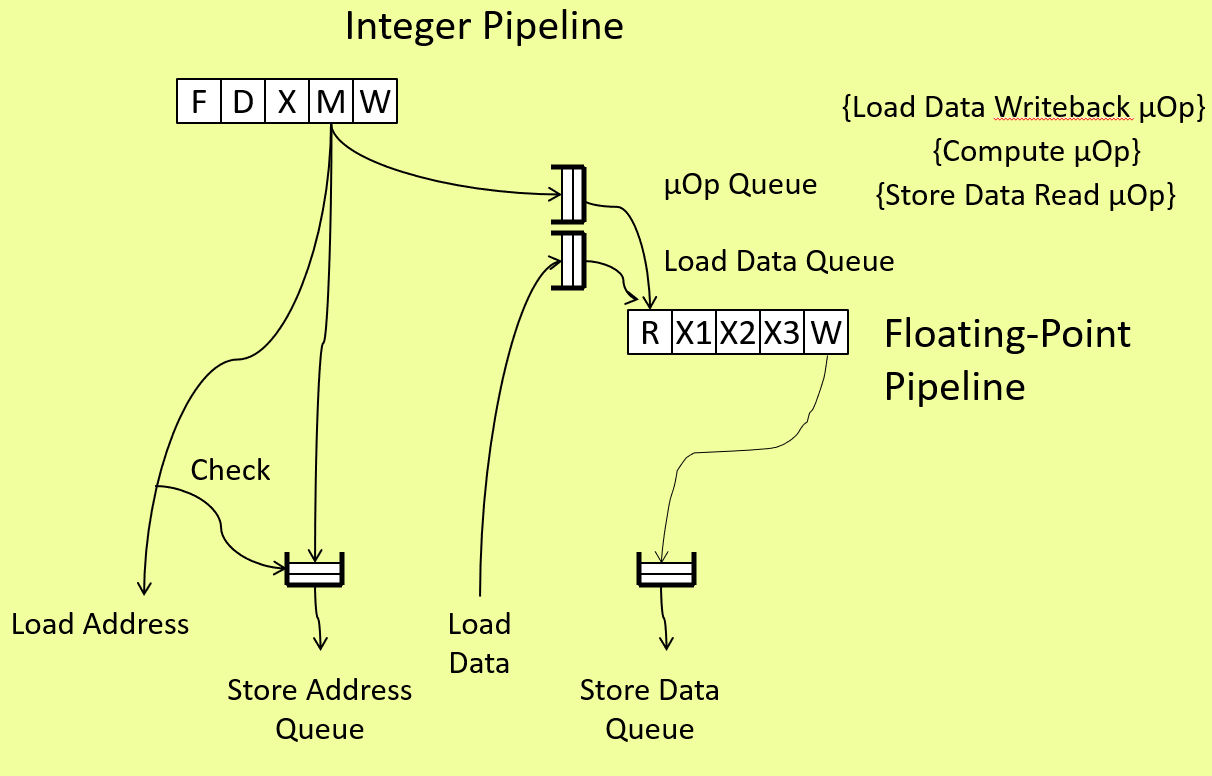 Integer Pipeline
F D X M W
{Load Data Writeback μOp}
{Compute μOp}
{Store Data Read μOp}
μOp Queue
Load Data Queue
R X1 X2 X3 W
Floating-Point
Pipeline
Check
Load Address
Load
Data
Store Address
Queue
Store Data
Queue